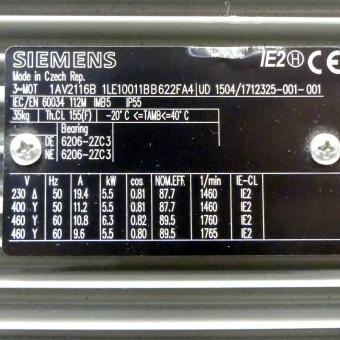 SIEMENS IE2 H CE
Made in Czech Rep.
3~MOT 1AV2116B 1LE10011BB622FA4 UD 1504/1712325-001-001
IEC/EN 60034 112M IMB5 IP55
35kg Th.CL 155(F) -20°C <=TAMB<=40°C
Bearing
DE 6206-2ZC3
NE 6206-2ZC3
V Hz A kW cos NOM.EFF 1/min IE-CL
230 Δ 50 19.4 5.5 0.81 87.7 1460 IE2
400 Y 50 11.2 5.5 0.81 87.7 1460 IE2
460 Y 60 10.8 6.3 0.82 89.5 1760 IE2
460 Y 60 9.6 5.5 0.80 89.5 1765 IE2